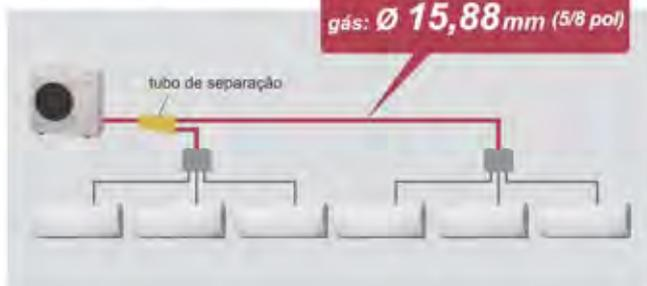 gás: Ø 15,88 mm (5/8 pol)
tubo de separação